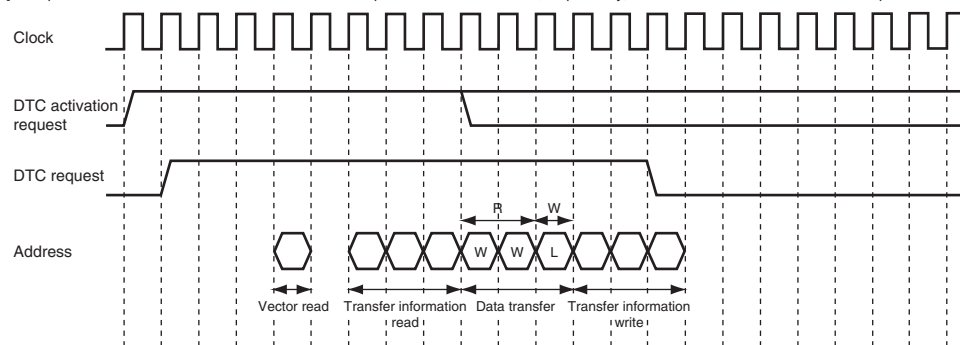 Clock
DTC activation
request
DTC request
R W
Address
W W L
Vector read Transfer information Data transfer Transfer information
read write